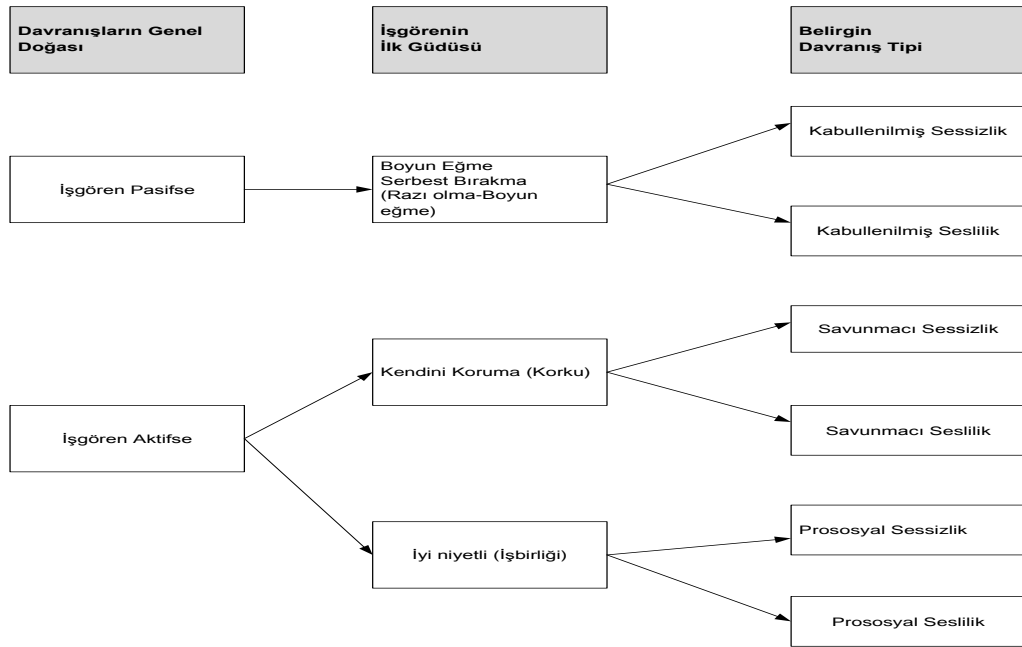 Davranışların Genel
Doğası
İşgörenin
İlk Güdüsü
Belirgin
Davranış Tipi
İşgören Pasifse
Boyun Eğme
Serbest Bırakma
(Razı olma-Boyun
eğme)
Kabullenilmiş Sessizlik
Kabullenilmiş Seslilik
İşgören Aktifse
Kendini Koruma (Korku)
Savunmacı Sessizlik
Savunmacı Seslilik
İyi niyetli (İşbirliği)
Prososyal Sessizlik
Prososyal Seslilik